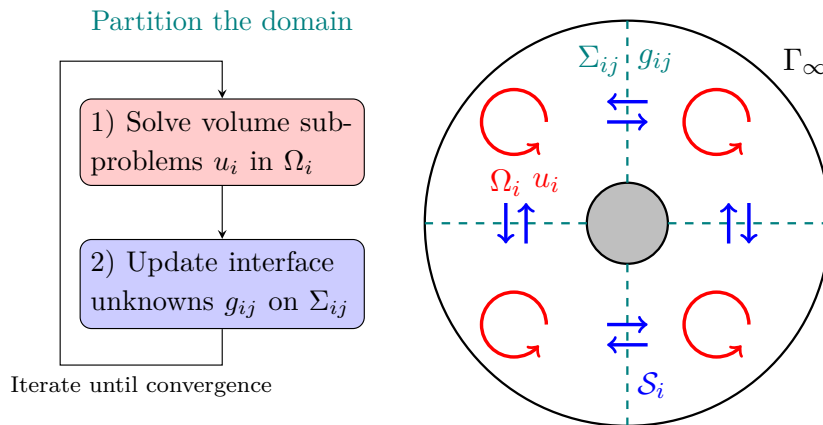 Partition the domain
1) Solve volume sub-
problems $u_i$ in $\Omega_i$
2) Update interface
unknowns $g_{ij}$ on $\Sigma_{ij}$
Iterate until convergence
$\Sigma_{ij}$ $g_{ij}$
$\Gamma_\infty$
$\Omega_i$ $u_i$
$\mathcal{S}_i$